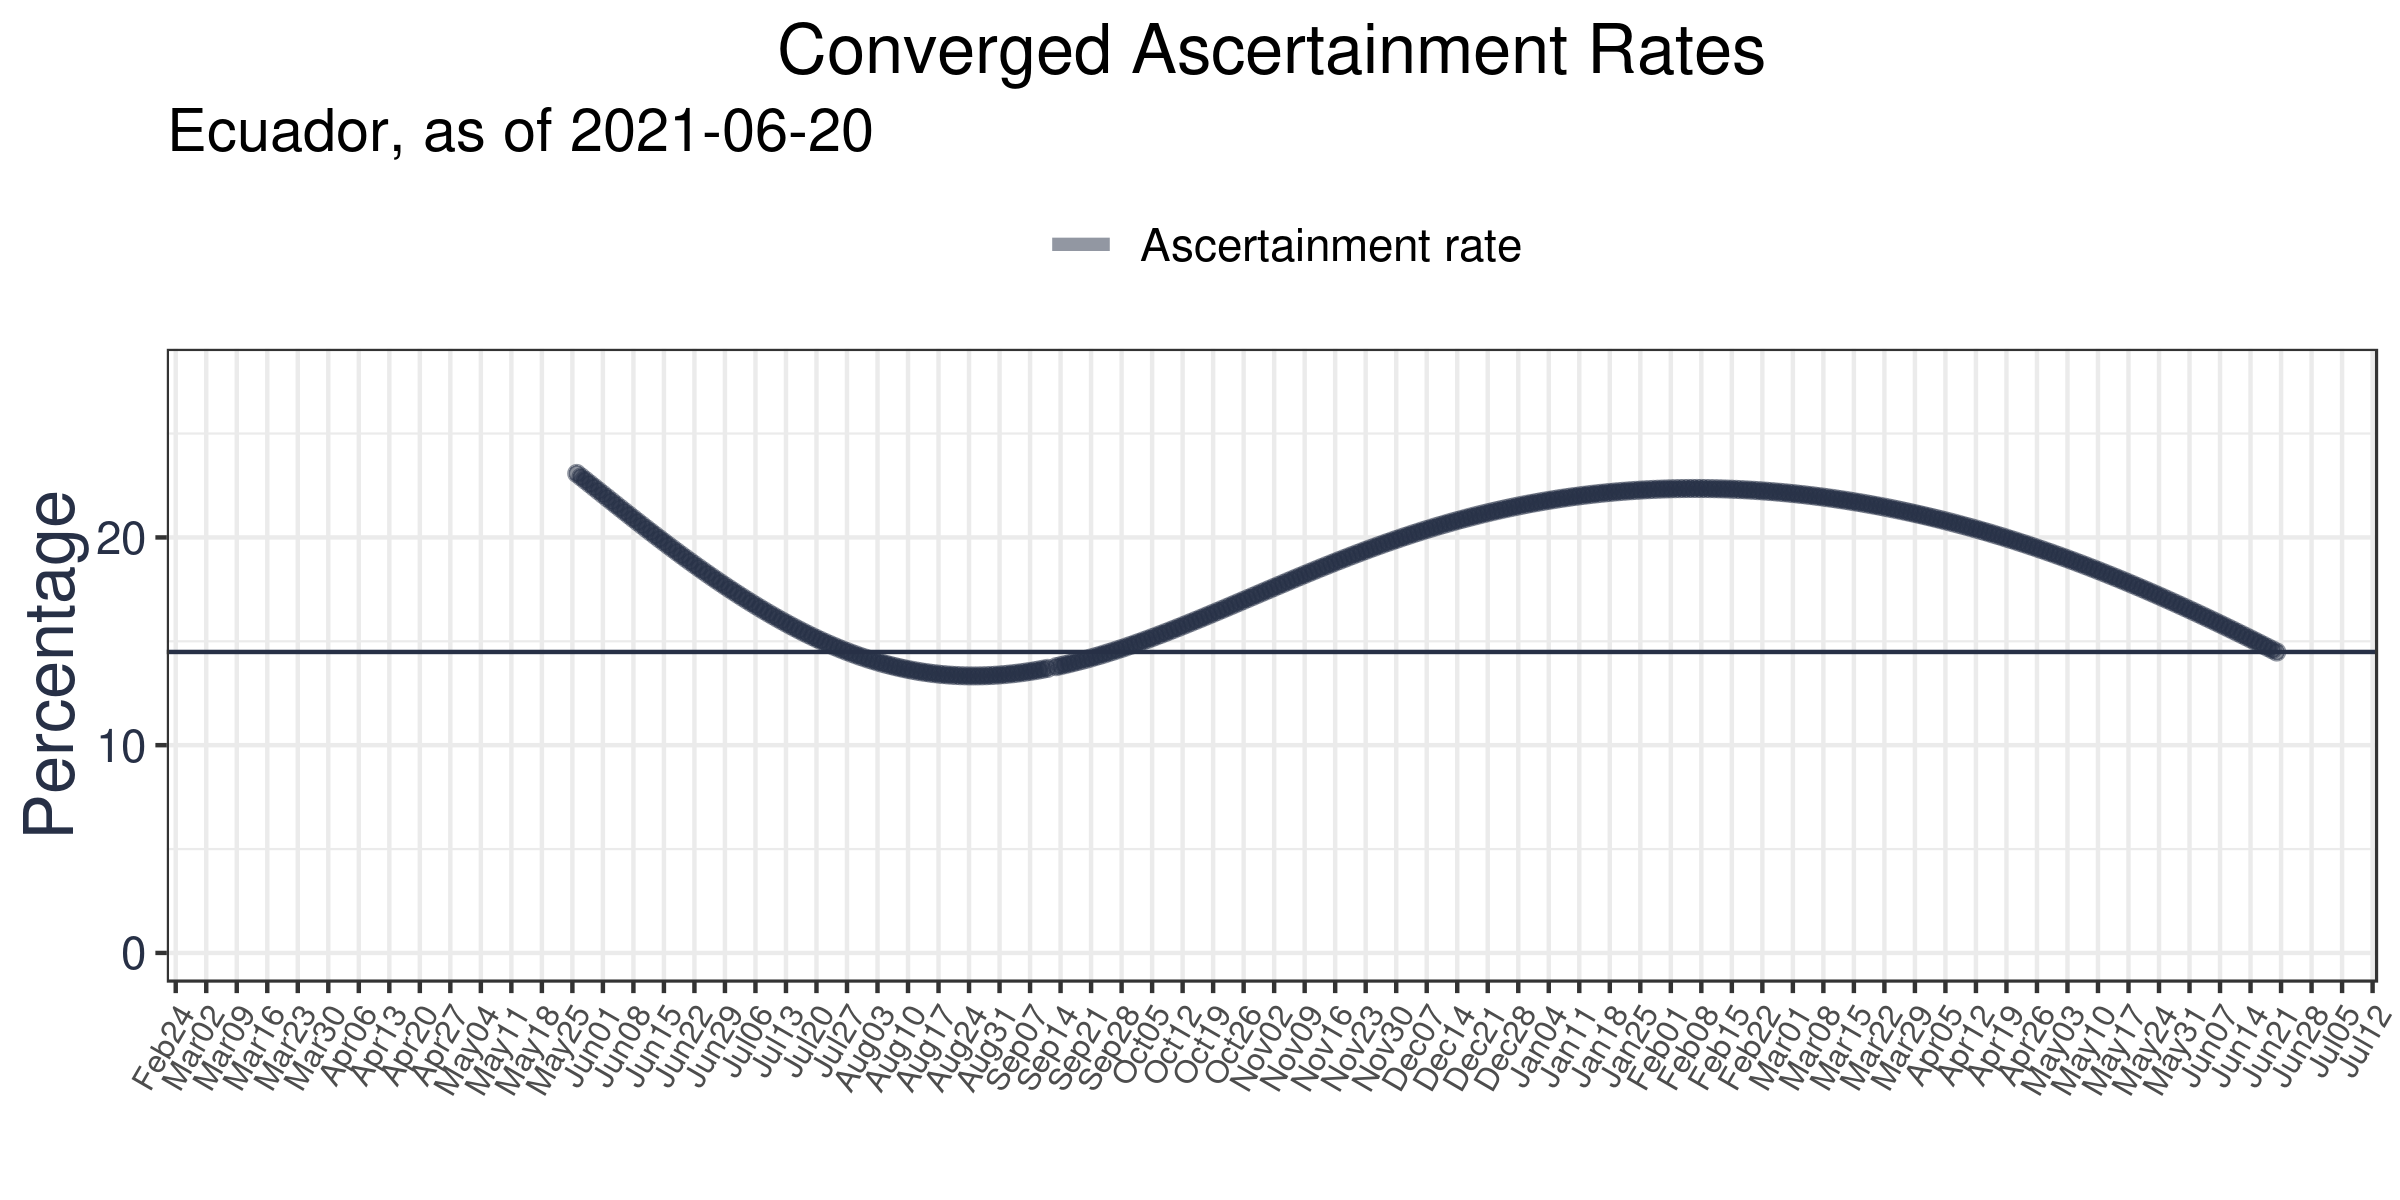 Converged Ascertainment Rates
Ecuador, as of 2021-06-20
Ascertainment rate
Percentage
20
10
0
Feb24
Mar02
Mar09
Mar16
Mar23
Mar30
Apr06
Apr13
Apr20
Apr27
May04
May11
May18
May25
Jun01
Jun08
Jun15
Jun22
Jun29
Jul06
Jul13
Jul20
Jul27
Aug03
Aug10
Aug17
Aug24
Aug31
Sep07
Sep14
Sep21
Sep28
Oct05
Oct12
Oct19
Oct26
Nov02
Nov09
Nov16
Nov23
Nov30
Dec07
Dec14
Dec21
Dec28
Jan04
Jan11
Jan18
Jan25
Feb01
Feb08
Feb15
Feb22
Mar01
Mar08
Mar15
Mar22
Mar29
Apr05
Apr12
Apr19
Apr26
May03
May10
May17
May24
May31
Jun07
Jun14
Jun21
Jun28
Jul05
Jul12